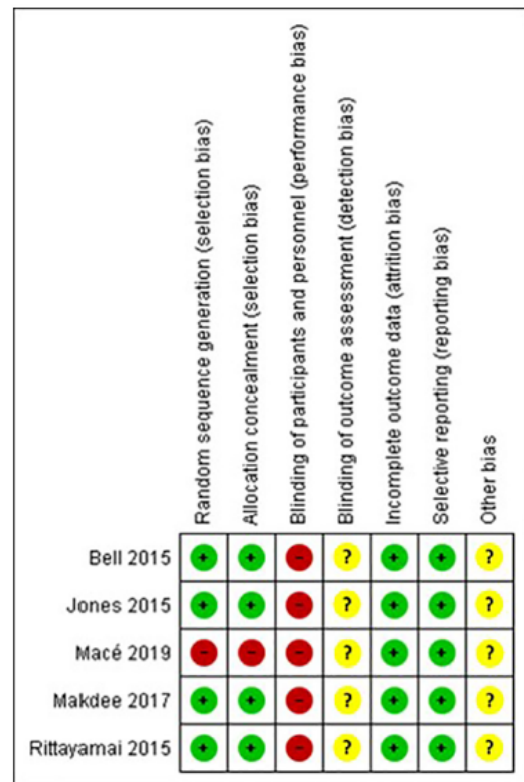 Random sequence generation (selection bias)
Allocation concealment (selection bias)
Blinding of participants and personnel (performance bias)
Blinding of outcome assessment (detection bias)
Incomplete outcome data (attrition bias)
Selective reporting (reporting bias)
Other bias
Bell 2015 + + - ? + + ?
Jones 2015 + + - ? + + ?
Macé 2019 - - - ? + + ?
Makdee 2017 + + - ? + + ?
Rittayamai 2015 + + - ? + + ?